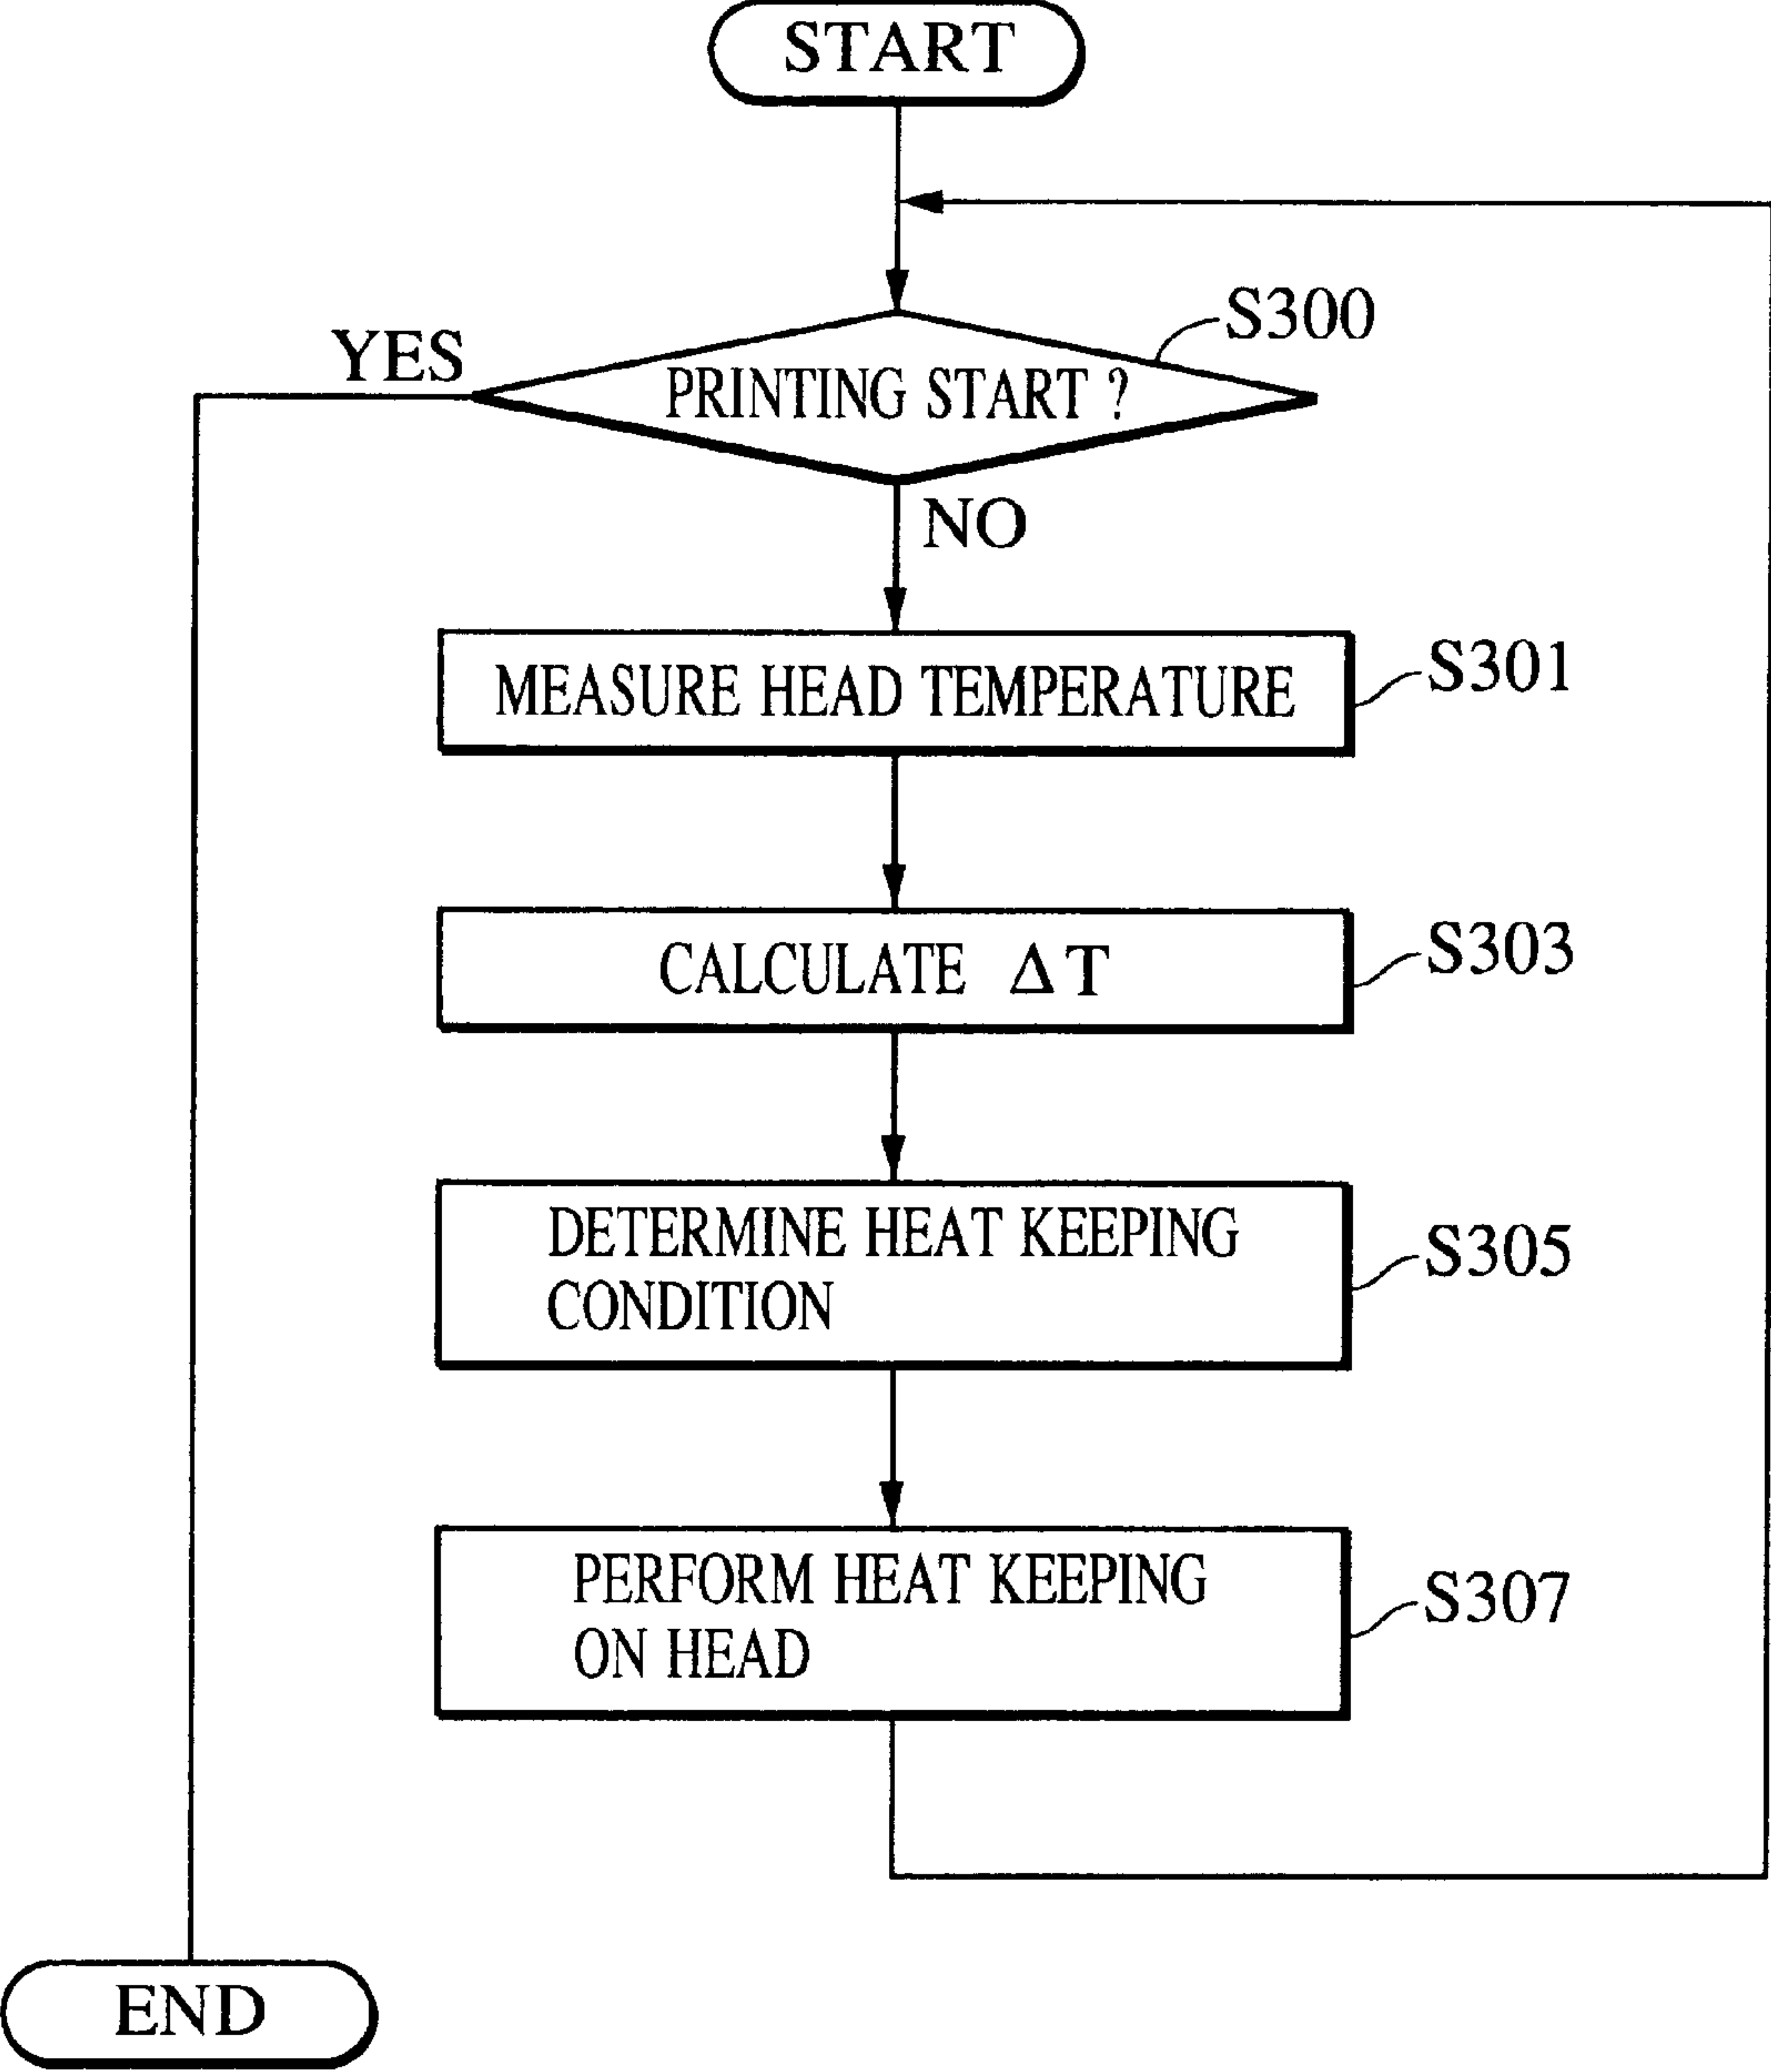 START
S300
YES
PRINTING START ?
NO
MEASURE HEAD TEMPERATURE
S301
CALCULATE ΔT
S303
DETERMINE HEAT KEEPING
CONDITION
S305
PERFORM HEAT KEEPING
ON HEAD
S307
END